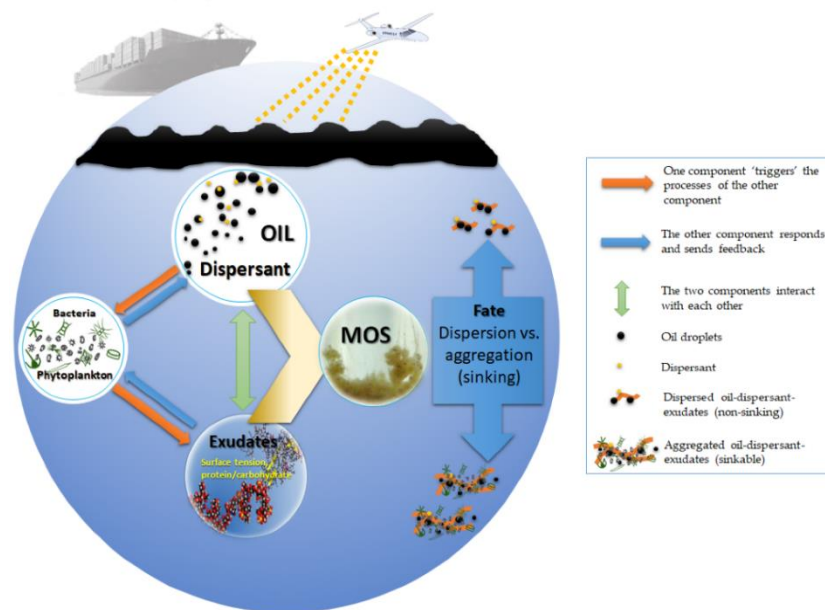 OIL
Dispersant
Bacteria
Phytoplankton
MOS
Fate
Dispersion vs.
aggregation
(sinking)
Exudates
Surface tension,
protein/carbohydrate
One component ‘triggers’ the
processes of the other
component
The other component responds
and sends feedback
The two components interact
with each other
Oil droplets
Dispersant
Dispersed oil-dispersant-
exudates (non-sinking)
Aggregated oil-dispersant-
exudates (sinkable)